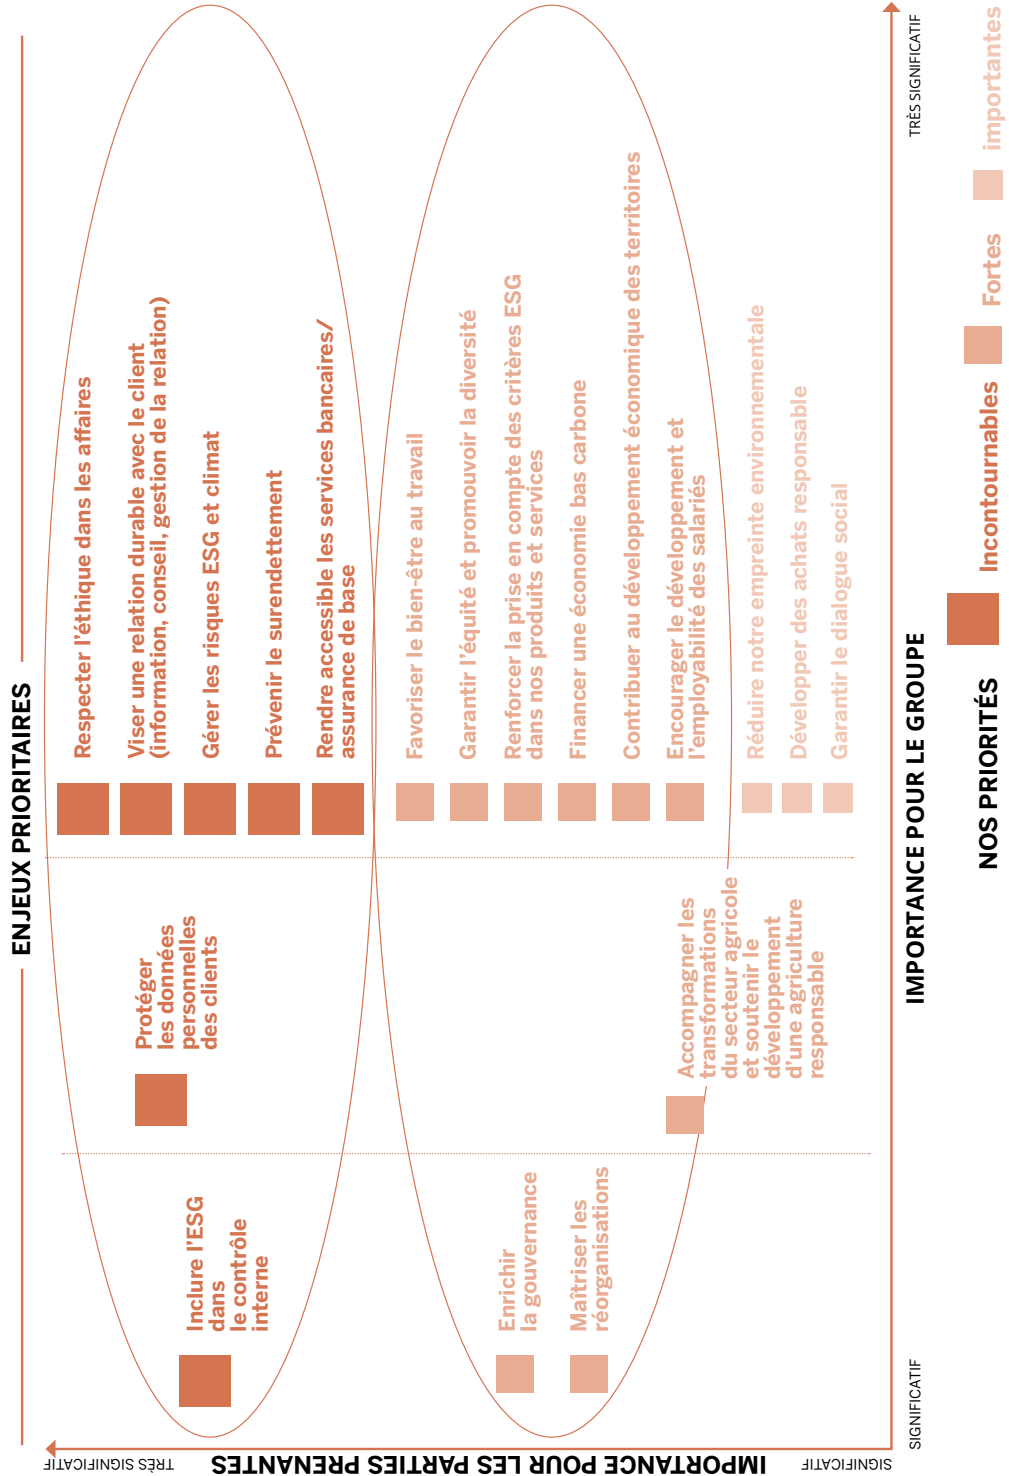 ENJEUX PRIORITAIRES
TRÈS SIGNIFICATIF
IMPORTANCE POUR LES PARTIES PRENANTES
SIGNIFICATIF
Inclure l'ESG
dans
le contrôle
interne
Enrichir
la gouvernance
Maîtriser les
réorganisations
Protéger
les données
personnelles
des clients
Accompagner les
transformations
du secteur agricole
et soutenir le
développement
d'une agriculture
responsable
Respecter l'éthique dans les affaires
Viser une relation durable avec le client
(information, conseil, gestion de la relation)
Gérer les risques ESG et climat
Prévenir le surendettement
Rendre accessible les services bancaires/
assurance de base
Favoriser le bien-être au travail
Garantir l'équité et promouvoir la diversité
Renforcer la prise en compte des critères ESG
dans nos produits et services
Financer une économie bas carbone
Contribuer au développement économique des territoires
Encourager le développement et
l'employabilité des salariés
Réduire notre empreinte environnementale
Développer des achats responsable
Garantir le dialogue social
SIGNIFICATIF
IMPORTANCE POUR LE GROUPE
TRÈS SIGNIFICATIF
NOS PRIORITÉS
Incontournables
Fortes
importantes